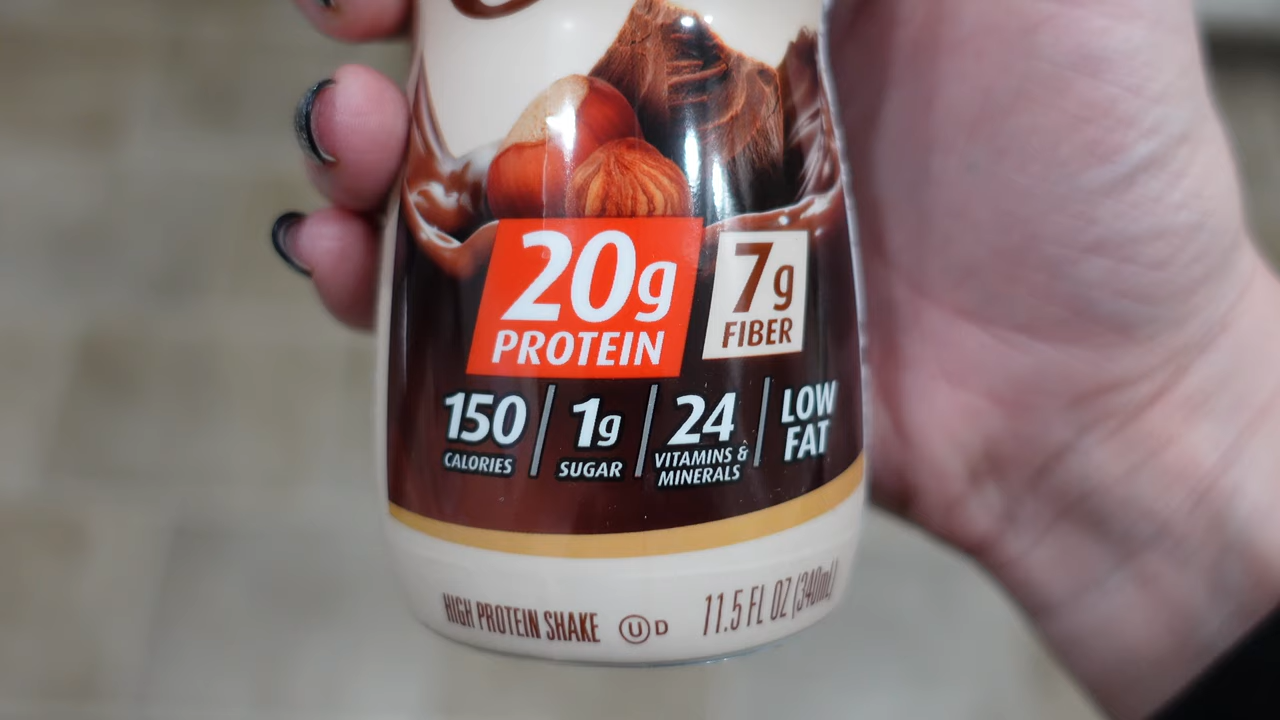 20g
PROTEIN
7g
FIBER
150
CALORIES
1g
SUGAR
24
VITAMINS &
MINERALS
LOW
FAT
HIGH PROTEIN SHAKE
U D
11.5 FL OZ (340mL)